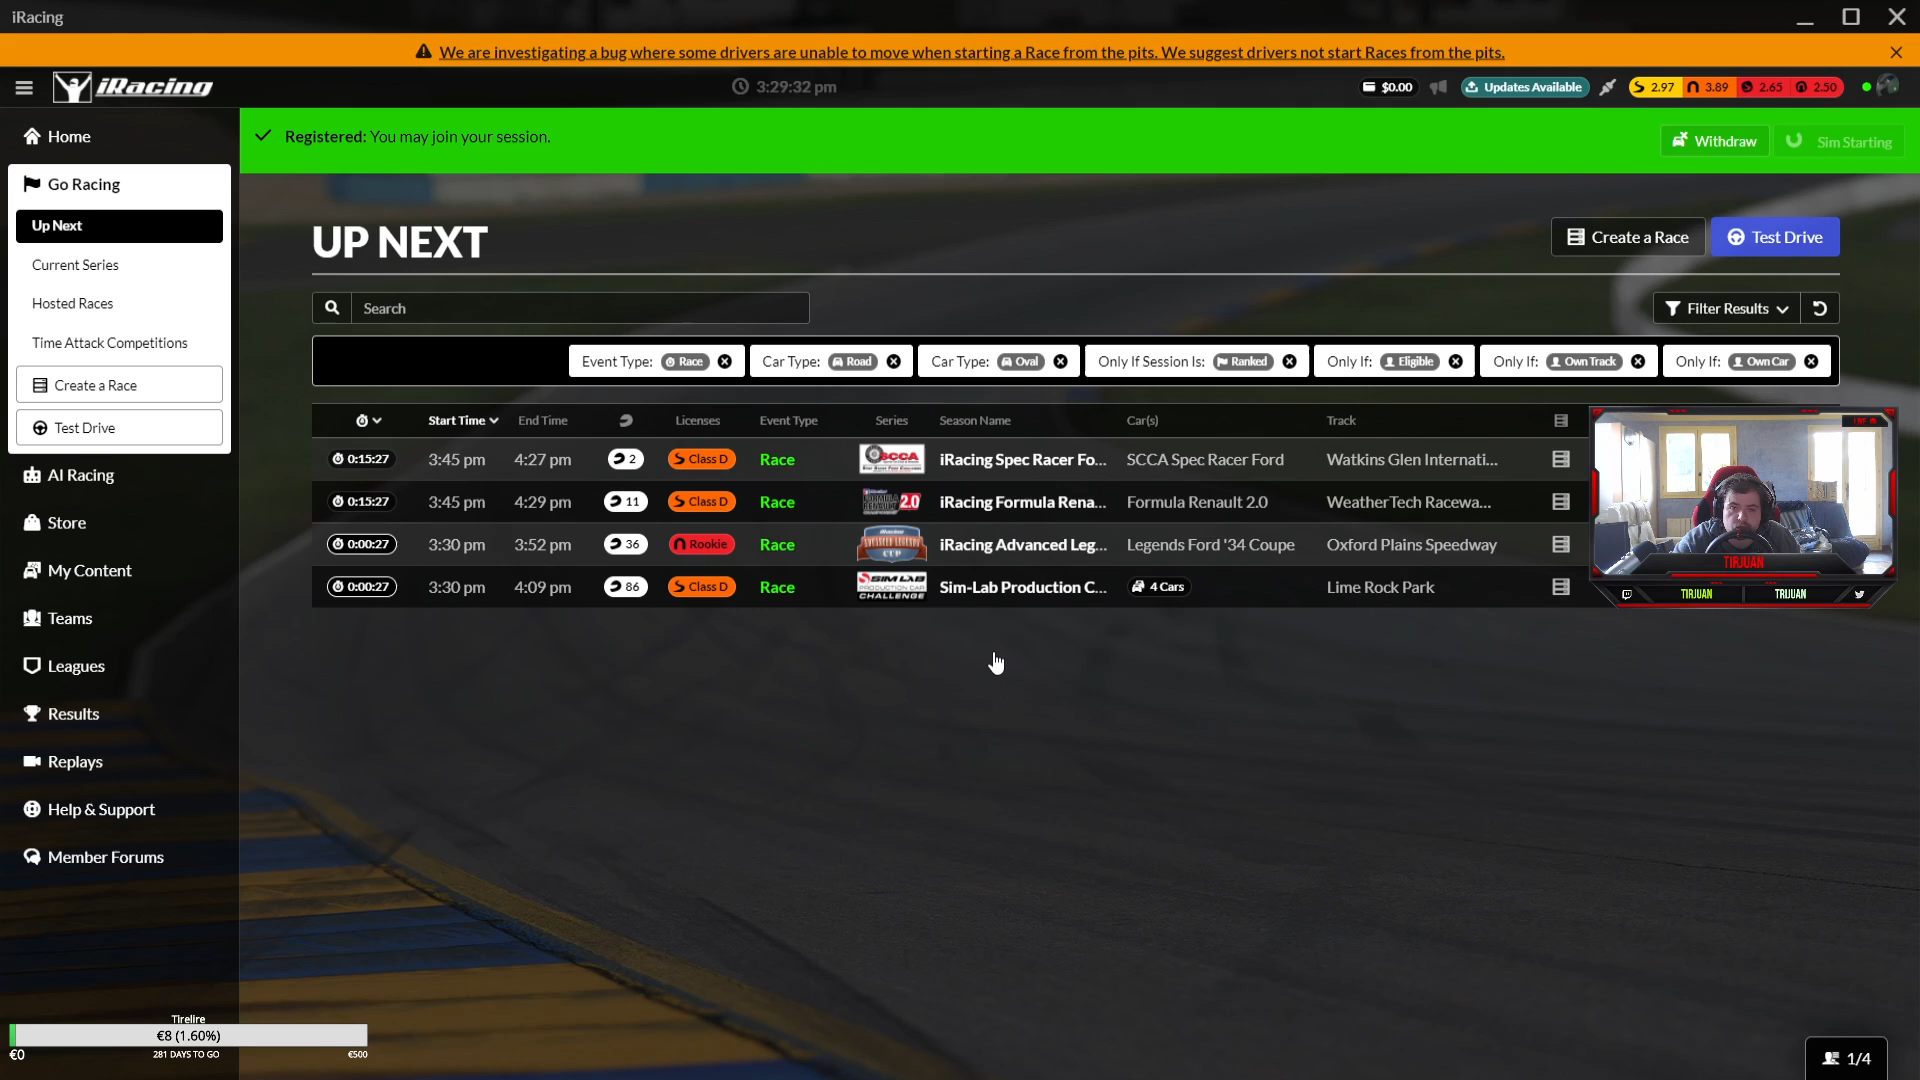 iRacing
We are investigating a bug where some drivers are unable to move when starting a Race from the pits. We suggest drivers not start Races from the pits.
iRacing
3:29:32 pm
$0.00
Updates Available
2.97
3.89
2.65
2.50
Registered: You may join your session.
Withdraw
Sim Starting
Home
Go Racing
Up Next
Current Series
Hosted Races
Time Attack Competitions
Create a Race
Test Drive
AI Racing
Store
My Content
Teams
Leagues
Results
Replays
Help & Support
Member Forums
UP NEXT
Create a Race
Test Drive
Search
Filter Results
Event Type: Race
Car Type: Road
Car Type: Oval
Only If Session Is: Ranked
Only If: Eligible
Only If: Own Track
Only If: Own Car
Start Time End Time Licenses Event Type Series Season Name Car(s) Track
0:15:27 3:45 pm 4:27 pm 2 Class D Race SCCA iRacing Spec Racer Fo... SCCA Spec Racer Ford Watkins Glen Internati...
0:15:27 3:45 pm 4:29 pm 11 Class D Race 2.0 iRacing Formula Rena... Formula Renault 2.0 WeatherTech Racewa...
0:00:27 3:30 pm 3:52 pm 36 Rookie Race CUP iRacing Advanced Leg... Legends Ford '34 Coupe Oxford Plains Speedway
0:00:27 3:30 pm 4:09 pm 86 Class D Race SIMLAB PRODUCTION CAR CHALLENGE Sim-Lab Production C... 4 Cars Lime Rock Park
TIRJUAN
TIRJUAN
TIRJUAN
Tirelire
€8 (1.60%)
€0
281 DAYS TO GO
€500
1/4